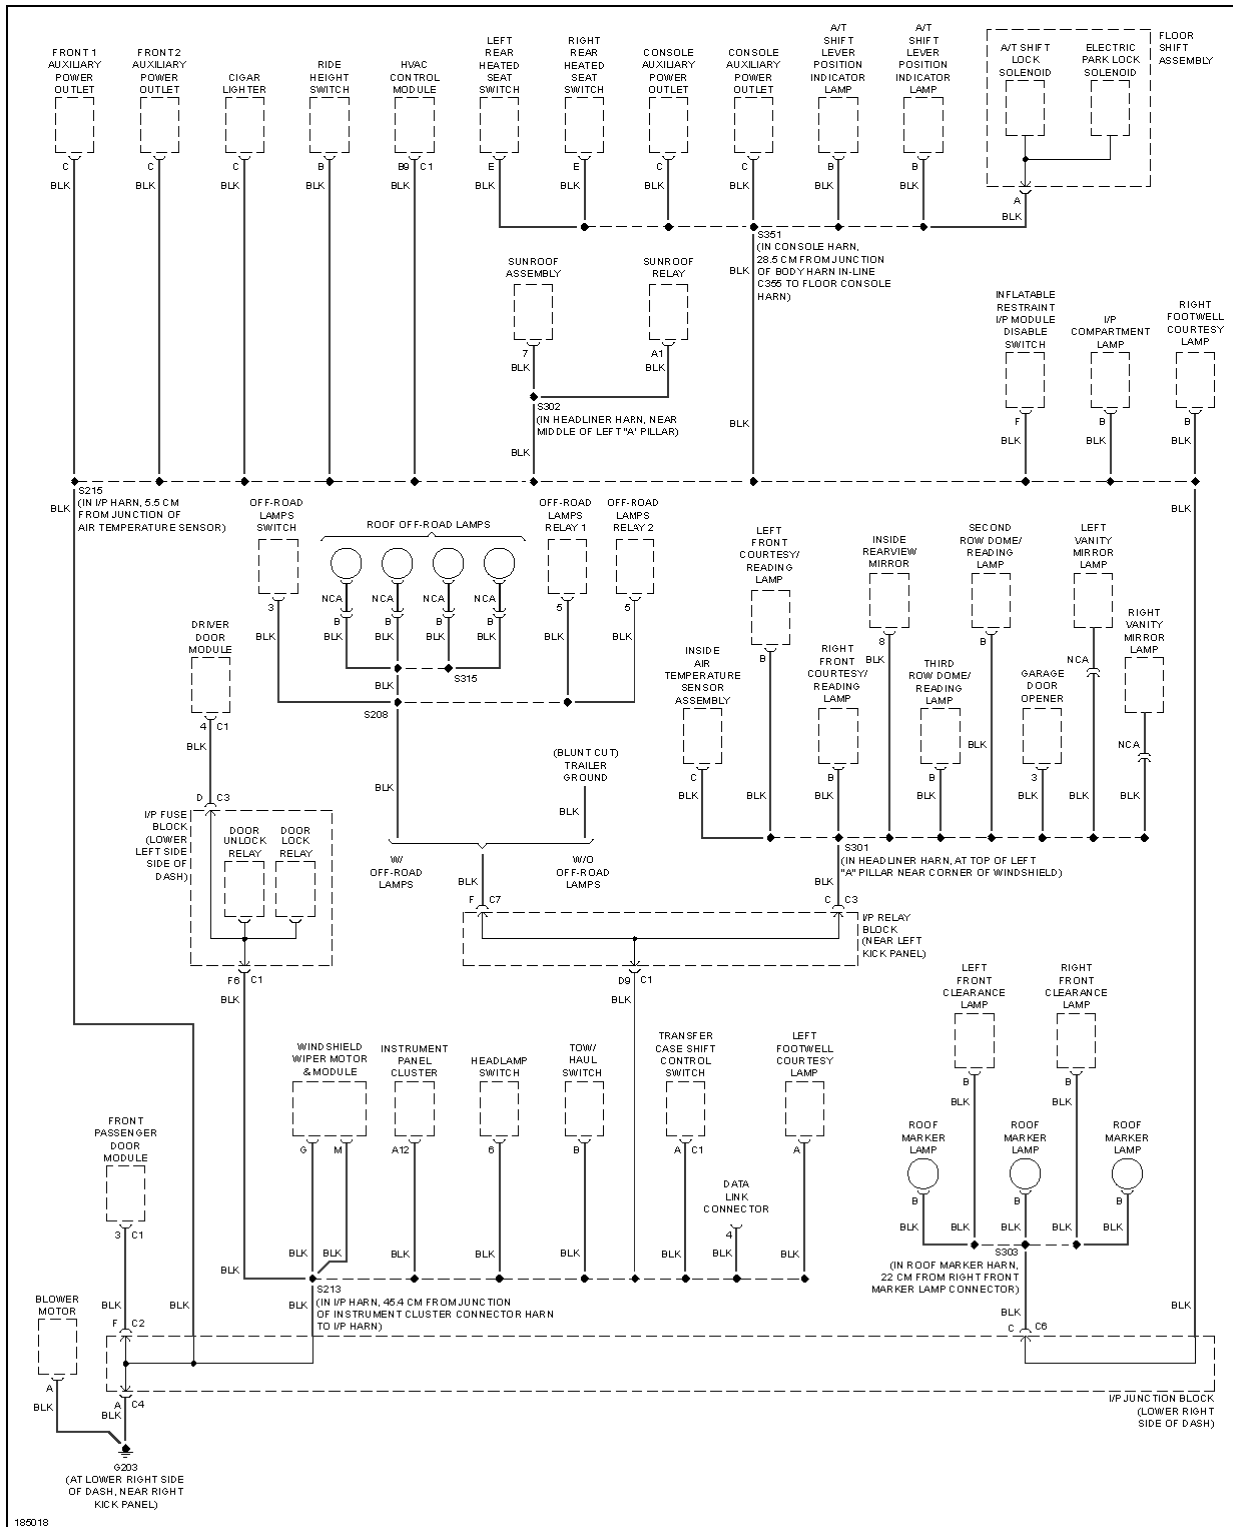 FRONT 1
AUXILIARY
POWER
OUTLET
C
BLK
FRONT 2
AUXILIARY
POWER
OUTLET
C
BLK
CIGAR
LIGHTER
C
BLK
RIDE
HEIGHT
SWITCH
B
BLK
HVAC
CONTROL
MODULE
B9 C1
BLK
LEFT
REAR
HEATED
SEAT
SWITCH
E
BLK
RIGHT
REAR
HEATED
SEAT
SWITCH
E
BLK
CONSOLE
AUXILIARY
POWER
OUTLET
C
BLK
CONSOLE
AUXILIARY
POWER
OUTLET
C
BLK
A/T
SHIFT
LEVER
POSITION
INDICATOR
LAMP
B
BLK
A/T
SHIFT
LEVER
POSITION
INDICATOR
LAMP
B
BLK
A/T SHIFT
LOCK
SOLENOID
ELECTRIC
PARK LOCK
SOLENOID
FLOOR
SHIFT
ASSEMBLY
A
BLK
S351
(IN CONSOLE HARN,
28.5 CM FROM JUNCTION
OF BODY HARN IN-LINE
C355 TO FLOOR CONSOLE
HARN)
BLK
BLK
SUNROOF
ASSEMBLY
7
BLK
SUNROOF
RELAY
A1
BLK
S302
(IN HEADLINER HARN, NEAR
MIDDLE OF LEFT "A" PILLAR)
BLK
INFLATABLE
RESTRAINT
I/P MODULE
DISABLE
SWITCH
F
BLK
I/P
COMPARTMENT
LAMP
B
BLK
RIGHT
FOOTWELL
COURTESY
LAMP
B
BLK
S215
(IN I/P HARN, 5.5 CM
FROM JUNCTION OF
AIR TEMPERATURE SENSOR)
BLK
BLK
OFF-ROAD
LAMPS
SWITCH
3
BLK
ROOF OFF-ROAD LAMPS
NCA
NCA
NCA
NCA
B
B
B
B
BLK
BLK
BLK
BLK
OFF-ROAD
LAMPS
RELAY 1
5
BLK
OFF-ROAD
LAMPS
RELAY 2
5
BLK
S315
BLK
S208
BLK
DRIVER
DOOR
MODULE
4 C1
BLK
D C3
I/P FUSE
BLOCK
(LOWER
LEFT SIDE
SIDE OF
DASH)
DOOR
UNLOCK
RELAY
DOOR
LOCK
RELAY
F6 C1
BLK
(BLUNT CUT)
TRAILER
GROUND
BLK
W/
OFF-ROAD
LAMPS
W/O
OFF-ROAD
LAMPS
BLK
F C7
INSIDE
AIR
TEMPERATURE
SENSOR
ASSEMBLY
C
BLK
LEFT
FRONT
COURTESY/
READING
LAMP
B
BLK
RIGHT
FRONT
COURTESY/
READING
LAMP
B
BLK
INSIDE
REARVIEW
MIRROR
8
BLK
THIRD
ROW DOME/
READING
LAMP
B
BLK
SECOND
ROW DOME/
READING
LAMP
B
BLK
GARAGE
DOOR
OPENER
3
BLK
LEFT
VANITY
MIRROR
LAMP
NCA
BLK
RIGHT
VANITY
MIRROR
LAMP
NCA
BLK
S301
(IN HEADLINER HARN, AT TOP OF LEFT
"A" PILLAR NEAR CORNER OF WINDSHIELD)
BLK
C C3
I/P RELAY
BLOCK
(NEAR LEFT
KICK PANEL)
D9 C1
BLK
WINDSHIELD
WIPER MOTOR
& MODULE
G
M
BLK
BLK
INSTRUMENT
PANEL
CLUSTER
A12
BLK
HEADLAMP
SWITCH
6
BLK
TOW/
HAUL
SWITCH
B
BLK
TRANSFER
CASE SHIFT
CONTROL
SWITCH
A C1
BLK
DATA
LINK
CONNECTOR
4
BLK
LEFT
FOOTWELL
COURTESY
LAMP
A
BLK
BLK
S213
(IN I/P HARN, 45.4 CM FROM JUNCTION
OF INSTRUMENT CLUSTER CONNECTOR HARN
TO I/P HARN)
BLK
LEFT
FRONT
CLEARANCE
LAMP
B
BLK
BLK
RIGHT
FRONT
CLEARANCE
LAMP
B
BLK
BLK
ROOF
MARKER
LAMP
B
BLK
ROOF
MARKER
LAMP
B
BLK
ROOF
MARKER
LAMP
B
BLK
S303
(IN ROOF MARKER HARN,
22 CM FROM RIGHT FRONT
MARKER LAMP CONNECTOR)
BLK
C C6
BLK
FRONT
PASSENGER
DOOR
MODULE
3 C1
BLK
F C2
BLK
BLOWER
MOTOR
A
BLK
A C4
BLK
I/P JUNCTION BLOCK
(LOWER RIGHT
SIDE OF DASH)
G203
(AT LOWER RIGHT SIDE
OF DASH, NEAR RIGHT
KICK PANEL)
185018